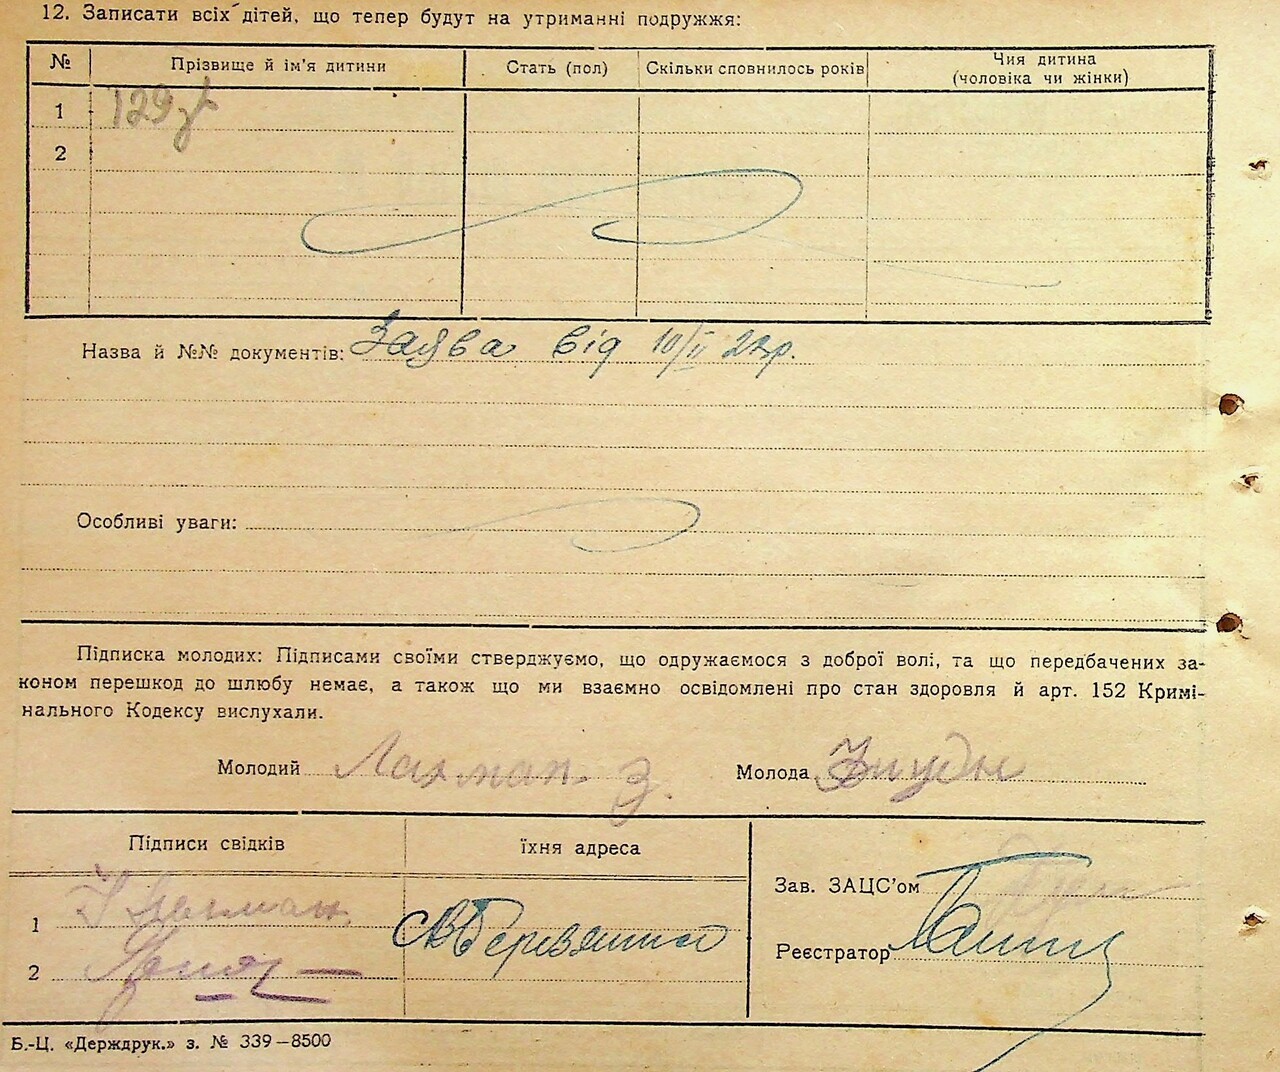 12. Записати всіх дітей, що тепер будут на утриманні подружжя:
№ Прізвище й ім'я дитини Стать (пол) Скільки сповнилось років Чия дитина
(чоловіка чи жінки)
1 129
2
Назва й №№ документів: Заява від 10/II 27р.
Особливі уваги:
Підписка молодих: Підписами своїми стверджуємо, що одружаємося з доброї волі, та що передбачених за-
коном перешкод до шлюбу немає, а також що ми взаємно освідомлені про стан здоровля й арт. 152 Кримі-
нального Кодексу вислухали.
Молодий Лахман З. Молода
Підписи свідків їхня адреса
Зав. ЗАЦС'ом
1
Реєстратор
2
Б.-Ц. «Держдрук.» з. № 339—8500